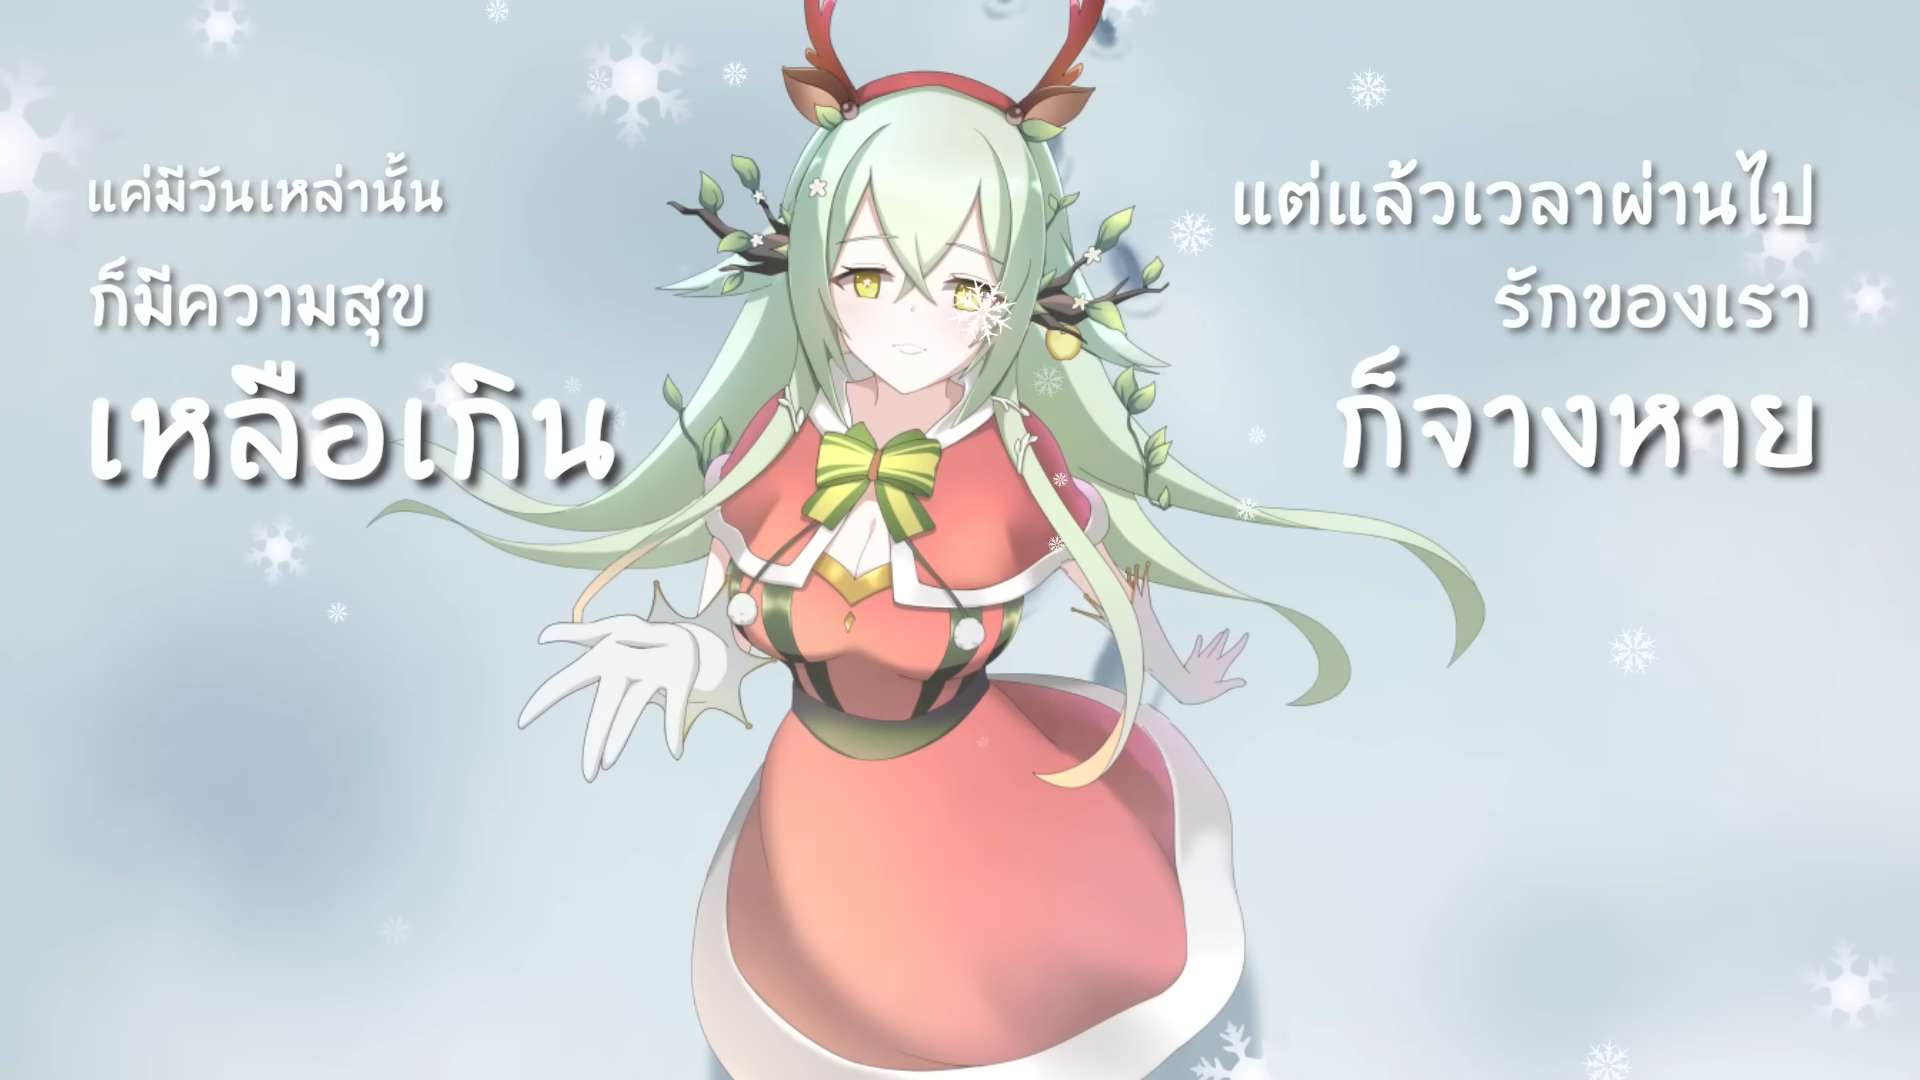 แค่มีวันเหล่านั้น
ก็มีความสุข
เหลือเกิน
แต่แล้วเวลาผ่านไป
รักของเรา
ก็จางหาย